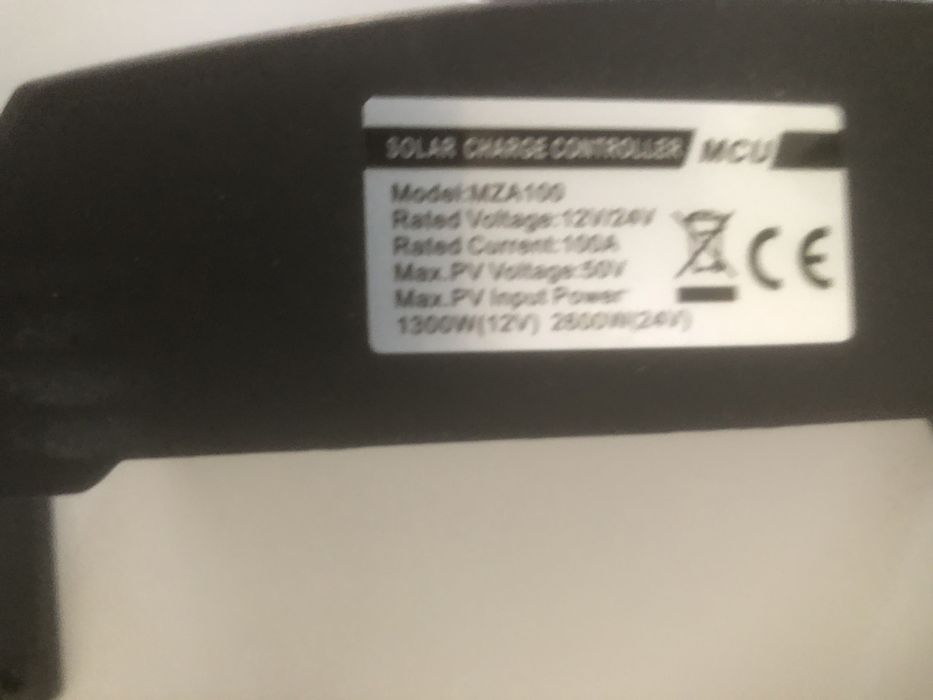 SOLAR CHARGE CONTROLLER MCU
Model:MZA100
Rated Voltage:12V/24V
Rated Current:100A
Max.PV Voltage:50V
Max.PV Input Power
1300W(12V) 2600W(24V)
CE